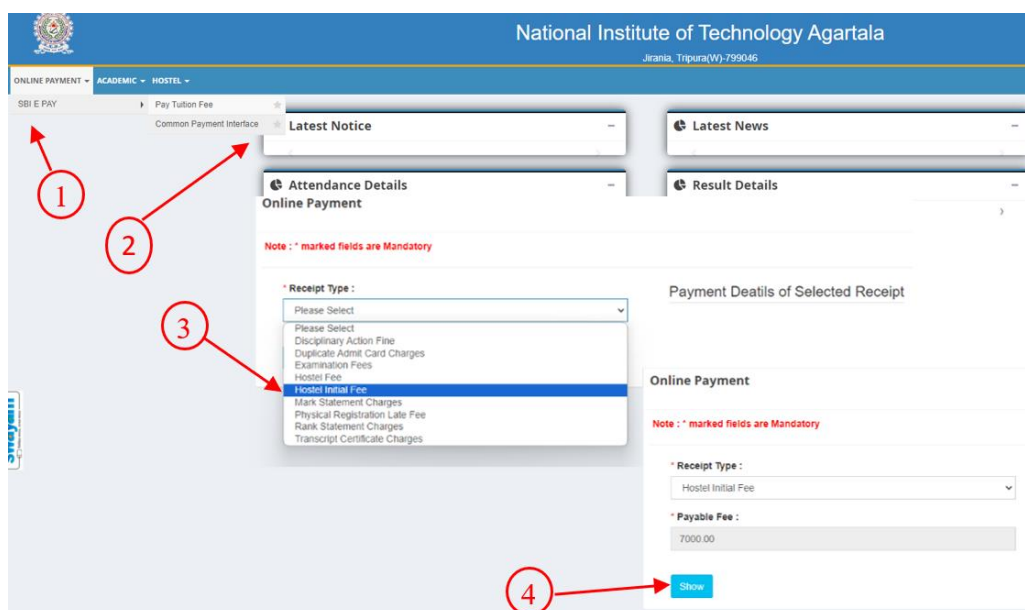 National Institute of Technology Agartala
Jirania, Tripura(W)-799046
ONLINE PAYMENT ACADEMIC HOSTEL
SBI E PAY
Pay Tuition Fee
Common Payment Interface
Latest Notice
Latest News
1
2
Attendance Details
Result Details
Online Payment
Note : * marked fields are Mandatory
* Receipt Type :
Please Select
Please Select
Disciplinary Action Fine
Duplicate Admit Card Charges
Examination Fees
Hostel Fee
Hostel Initial Fee
Mark Statement Charges
Physical Registration Late Fee
Rank Statement Charges
Transcript Certificate Charges
3
Payment Deatils of Selected Receipt
swayam
Online Payment
Note : * marked fields are Mandatory
* Receipt Type :
Hostel Initial Fee
* Payable Fee :
7000.00
Show
4